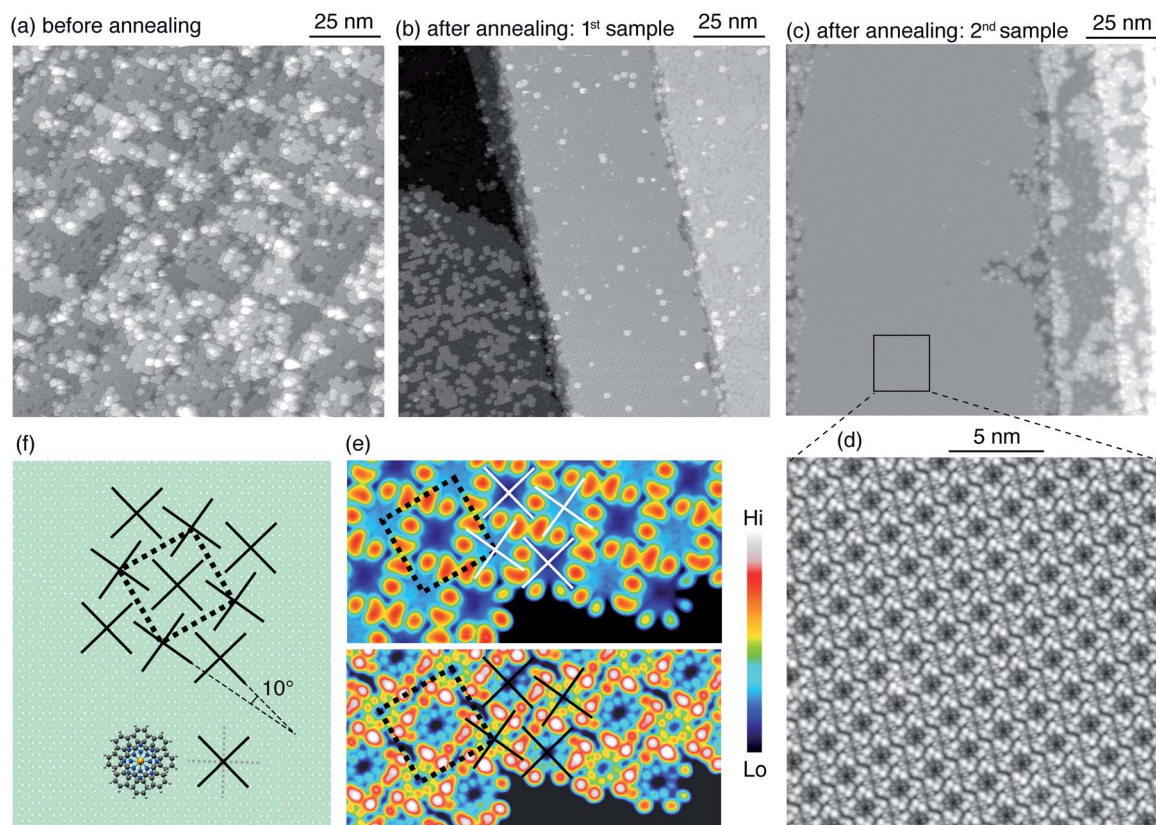 (a) before annealing
25 nm
(b) after annealing: 1st sample
25 nm
(c) after annealing: 2nd sample
25 nm
(f)
(e)
(d)
5 nm
Hi
10°
Lo